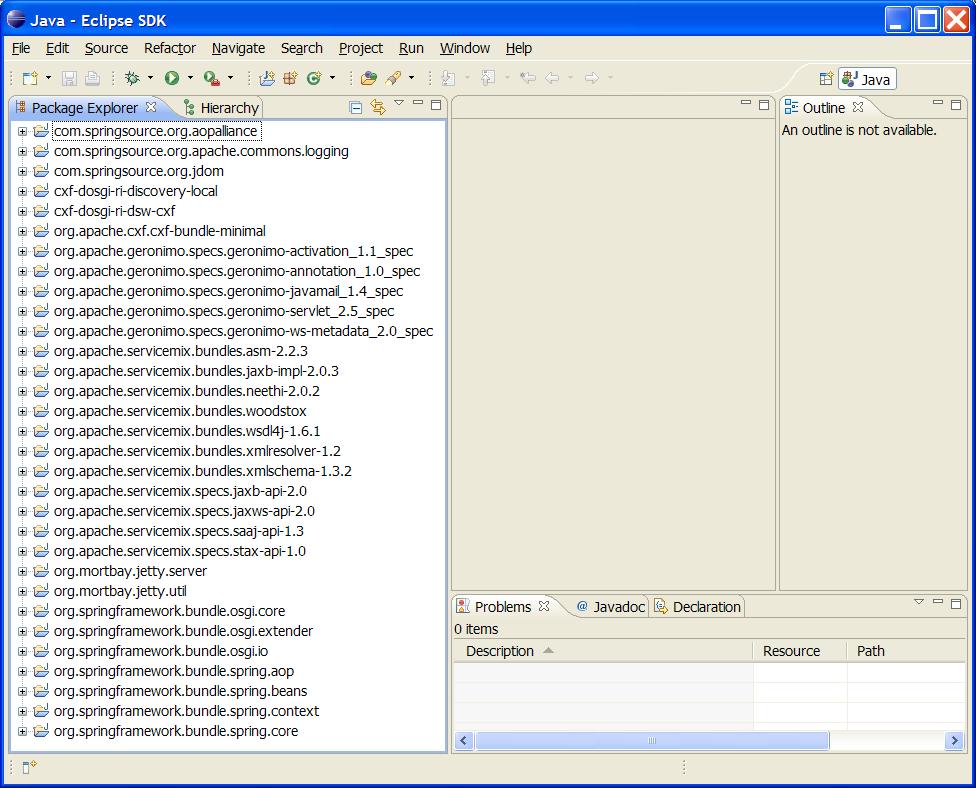 Java - Eclipse SDK
File Edit Source Refactor Navigate Search Project Run Window Help
Java
Package Explorer Hierarchy
Outline
An outline is not available.
com.springsource.org.aopalliance
com.springsource.org.apache.commons.logging
com.springsource.org.jdom
cxf-dosgi-ri-discovery-local
cxf-dosgi-ri-dsw-cxf
org.apache.cxf.cxf-bundle-minimal
org.apache.geronimo.specs.geronimo-activation_1.1_spec
org.apache.geronimo.specs.geronimo-annotation_1.0_spec
org.apache.geronimo.specs.geronimo-javamail_1.4_spec
org.apache.geronimo.specs.geronimo-servlet_2.5_spec
org.apache.geronimo.specs.geronimo-ws-metadata_2.0_spec
org.apache.servicemix.bundles.asm-2.2.3
org.apache.servicemix.bundles.jaxb-impl-2.0.3
org.apache.servicemix.bundles.neethi-2.0.2
org.apache.servicemix.bundles.woodstox
org.apache.servicemix.bundles.wsdl4j-1.6.1
org.apache.servicemix.bundles.xmlresolver-1.2
org.apache.servicemix.bundles.xmlschema-1.3.2
org.apache.servicemix.specs.jaxb-api-2.0
org.apache.servicemix.specs.jaxws-api-2.0
org.apache.servicemix.specs.saaj-api-1.3
org.apache.servicemix.specs.stax-api-1.0
org.mortbay.jetty.server
org.mortbay.jetty.util
org.springframework.bundle.osgi.core
org.springframework.bundle.osgi.extender
org.springframework.bundle.osgi.io
org.springframework.bundle.spring.aop
org.springframework.bundle.spring.beans
org.springframework.bundle.spring.context
org.springframework.bundle.spring.core
Problems @ Javadoc Declaration
0 items
Description Resource Path